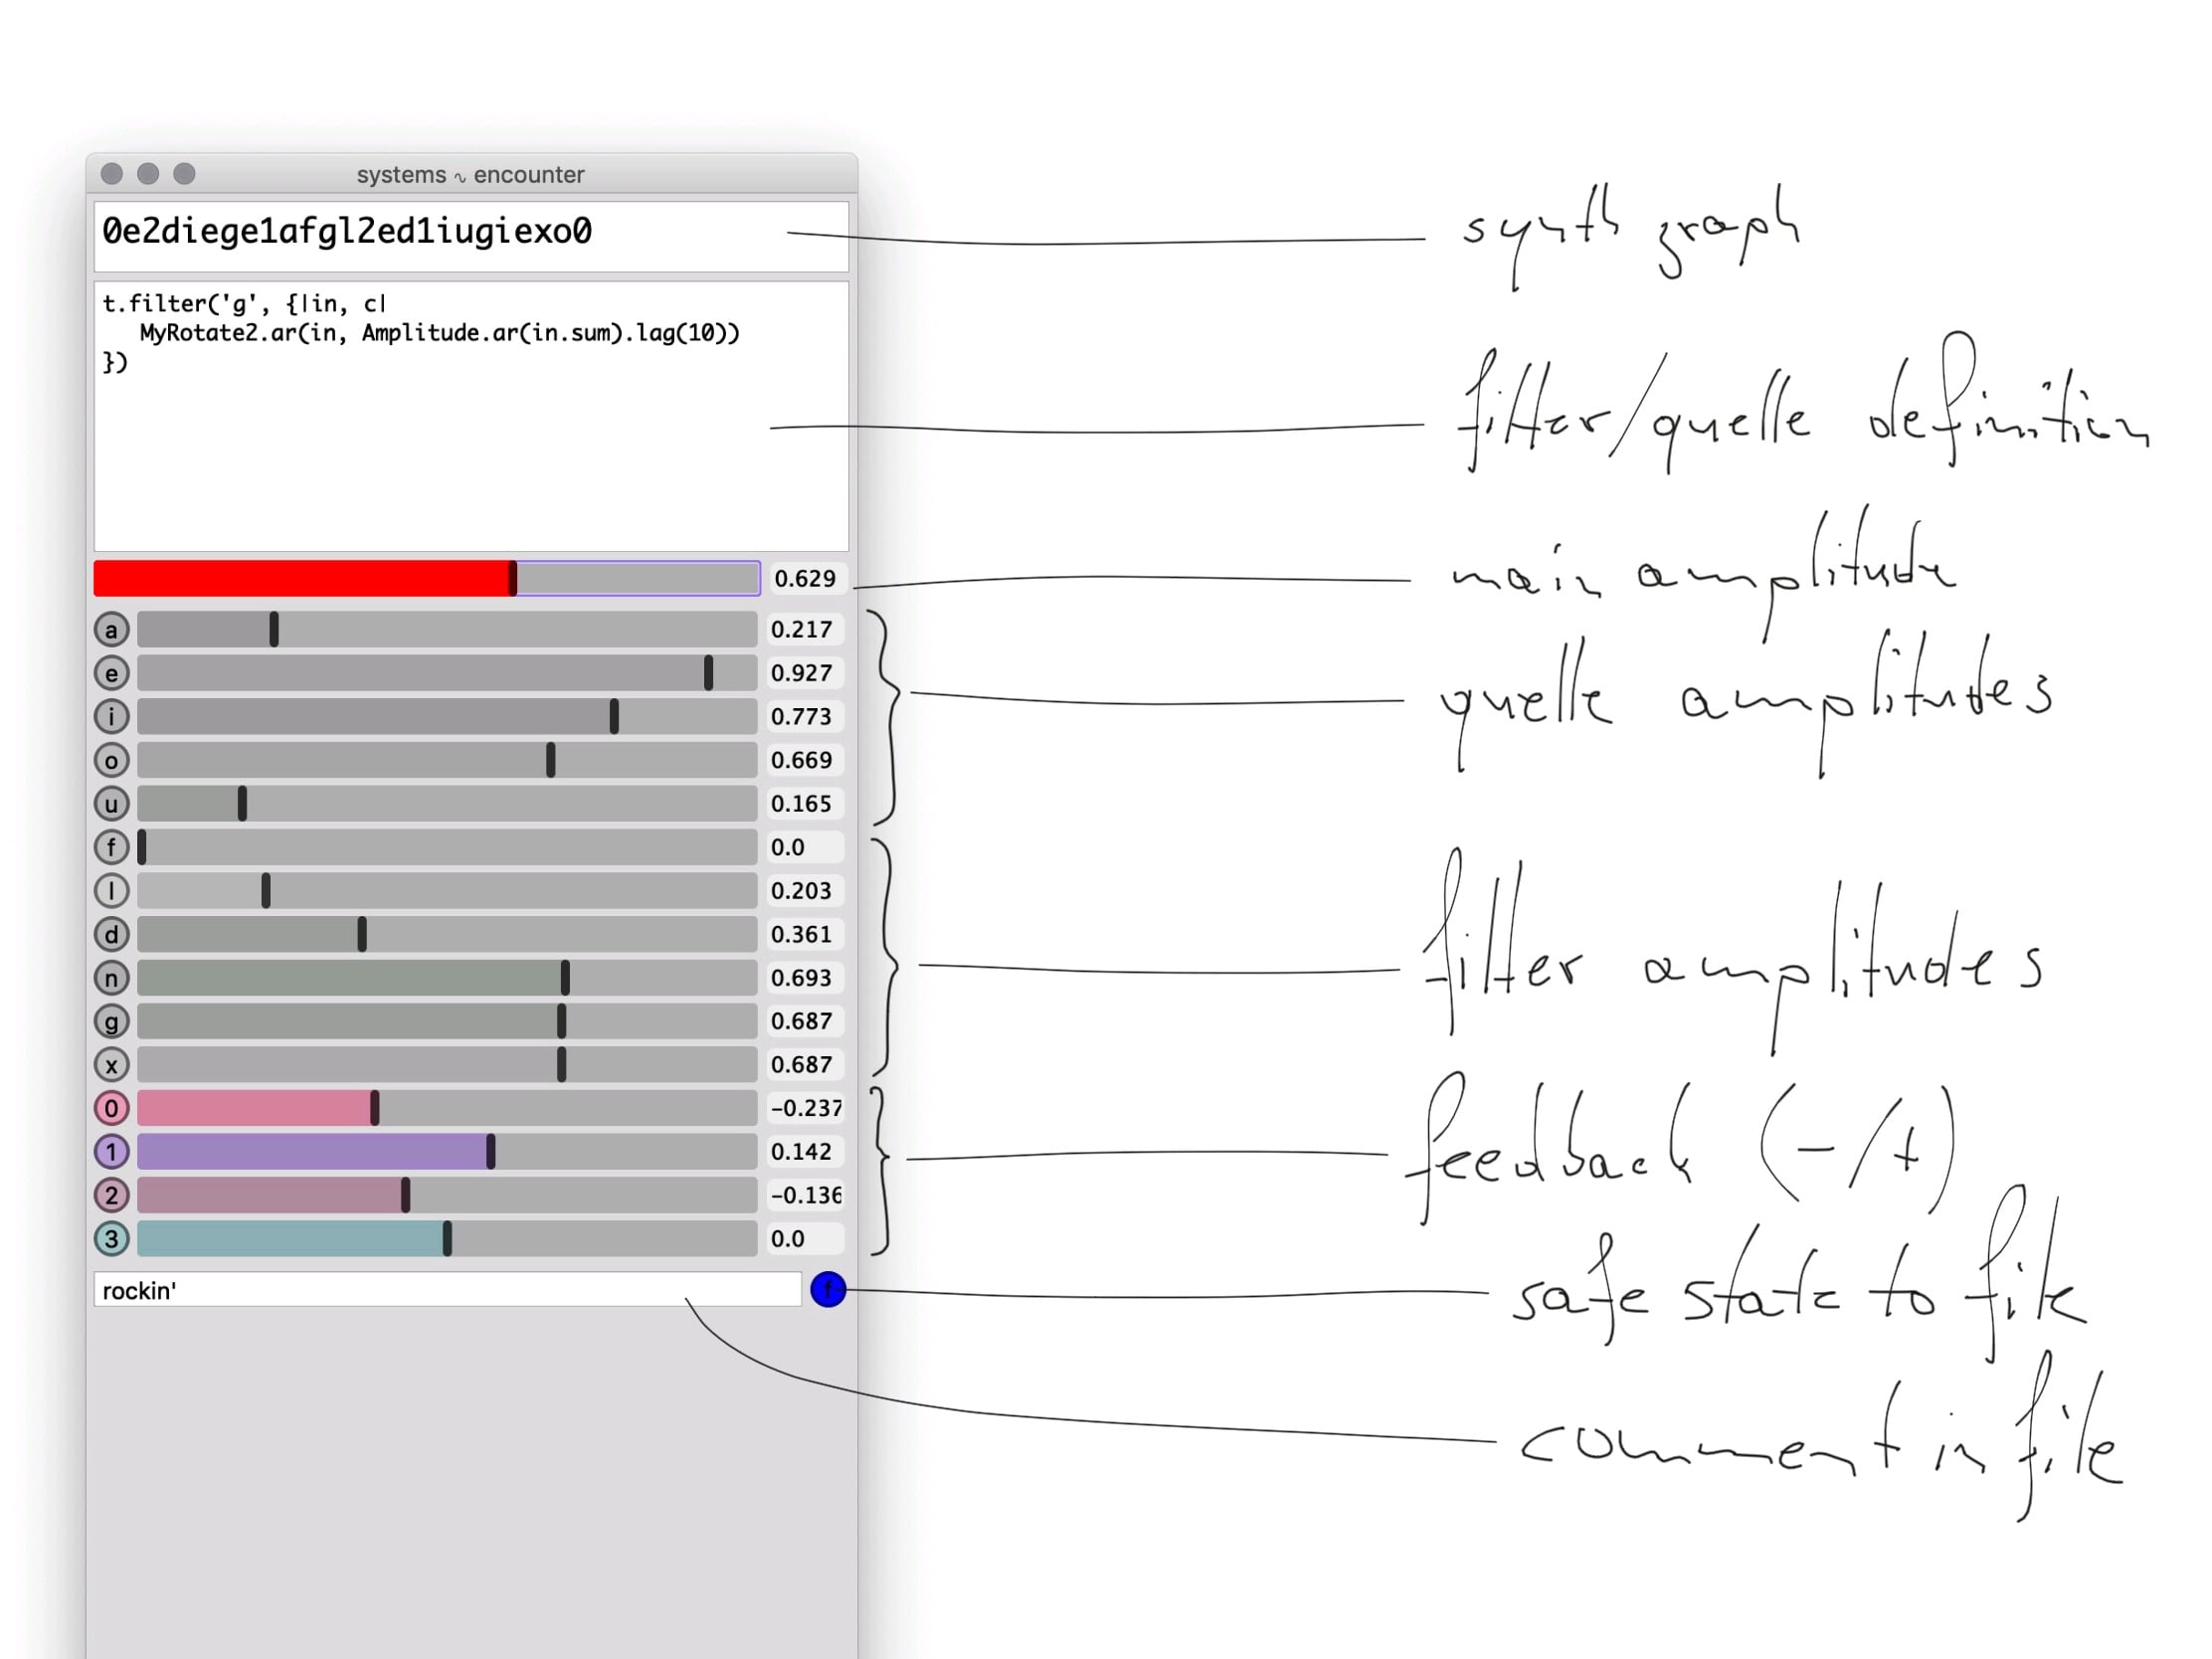 systems ∿ encounter
0e2diege1afgl2ed1iugiexo0
synth graph
t.filter('g', {|in, c|
MyRotate2.ar(in, Amplitude.ar(in.sum).lag(10))
})
filter/quelle definition
0.629
main amplitude
a 0.217
e 0.927
i 0.773
o 0.669
u 0.165
quelle amplitudes
f 0.0
l 0.203
d 0.361
n 0.693
g 0.687
x 0.687
filter amplitudes
0 -0.237
1 0.142
2 -0.136
3 0.0
feedback (-/+)
rockin'
f
safe state to file
comment in file